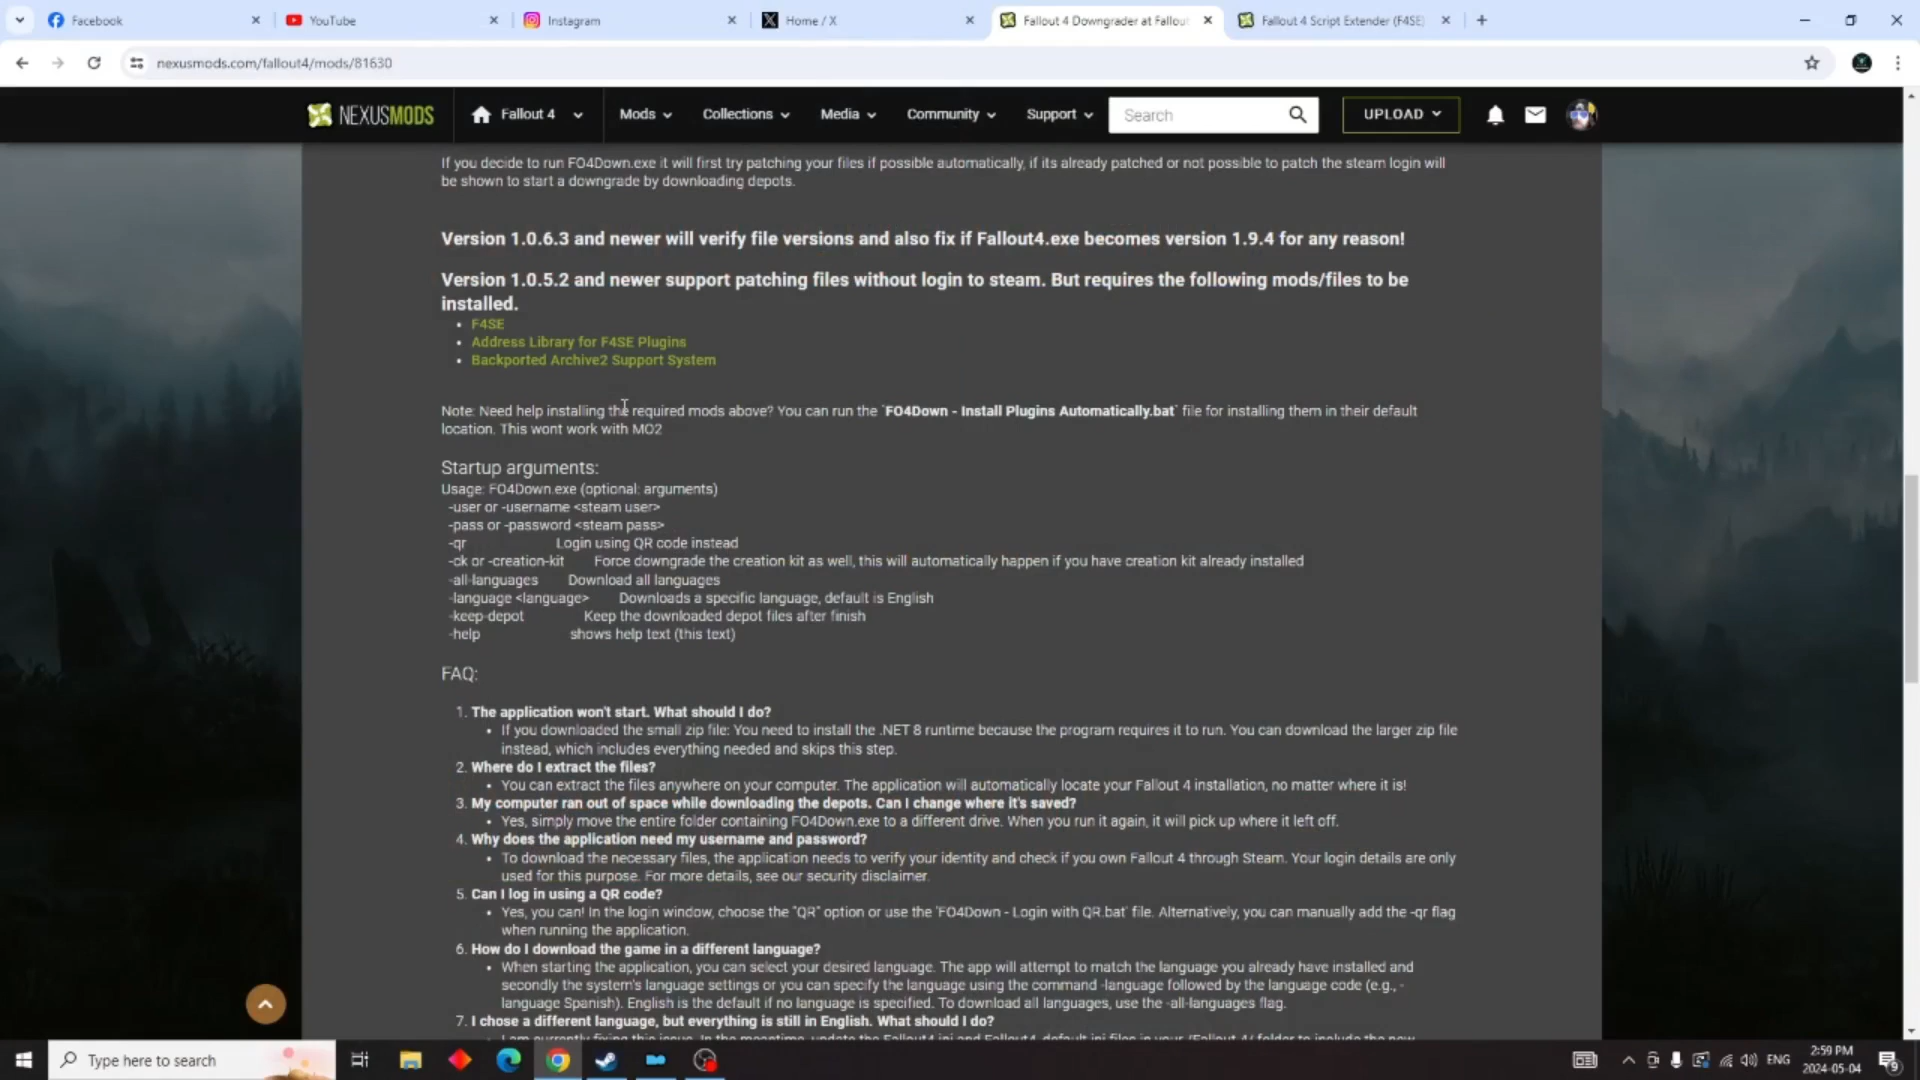 Facebook
YouTube
Instagram
Home / X
Fallout 4 Downgrader at Fallout
Fallout 4 Script Extender (F4SE)
nexusmods.com/fallout4/mods/81630
NEXUSMODS
Fallout 4
Mods
Collections
Media
Community
Support
Search
UPLOAD
If you decide to run FO4Down.exe it will first try patching your files if possible automatically, if its already patched or not possible to patch the steam login will
be shown to start a downgrade by downloading depots.
Version 1.0.6.3 and newer will verify file versions and also fix if Fallout4.exe becomes version 1.9.4 for any reason!
Version 1.0.5.2 and newer support patching files without login to steam. But requires the following mods/files to be
installed.
• F4SE
• Address Library for F4SE Plugins
• Backported Archive2 Support System
Note: Need help installing the required mods above? You can run the `FO4Down - Install Plugins Automatically.bat` file for installing them in their default
location. This wont work with MO2
Startup arguments:
Usage: FO4Down.exe (optional: arguments)
-user or -username <steam user>
-pass or -password <steam pass>
-qr Login using QR code instead
-ck or -creation-kit Force downgrade the creation kit as well, this will automatically happen if you have creation kit already installed
-all-languages Download all languages
-language <language> Downloads a specific language, default is English
-keep-depot Keep the downloaded depot files after finish
-help shows help text (this text)
FAQ:
1. The application won't start. What should I do?
• If you downloaded the small zip file: You need to install the .NET 8 runtime because the program requires it to run. You can download the larger zip file
instead, which includes everything needed and skips this step.
2. Where do I extract the files?
• You can extract the files anywhere on your computer. The application will automatically locate your Fallout 4 installation, no matter where it is!
3. My computer ran out of space while downloading the depots. Can I change where it's saved?
• Yes, simply move the entire folder containing FO4Down.exe to a different drive. When you run it again, it will pick up where it left off.
4. Why does the application need my username and password?
• To download the necessary files, the application needs to verify your identity and check if you own Fallout 4 through Steam. Your login details are only
used for this purpose. For more details, see our security disclaimer.
5. Can I log in using a QR code?
• Yes, you can! In the login window, choose the "QR" option or use the 'FO4Down - Login with QR.bat' file. Alternatively, you can manually add the -qr flag
when running the application.
6. How do I download the game in a different language?
• When starting the application, you can select your desired language. The app will attempt to match the language you already have installed and
secondly the system's language settings or you can specify the language using the command -language followed by the language code (e.g., -
language Spanish). English is the default if no language is specified. To download all languages, use the -all-languages flag.
7. I chose a different language, but everything is still in English. What should I do?
• I am currently fixing this issue. In the meantime, update the Fallout4.ini and Fallout4_default.ini files in your 'Fallout 4/' folder to include the new
Type here to search
ENG
2:59 PM
2024-05-04
9